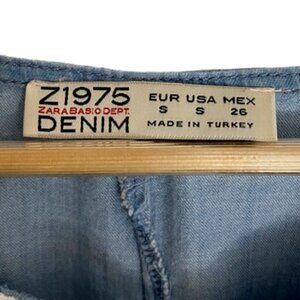 Z1975
ZARA BASIC DEPT.
DENIM
EUR USA MEX
S S 26
MADE IN TURKEY